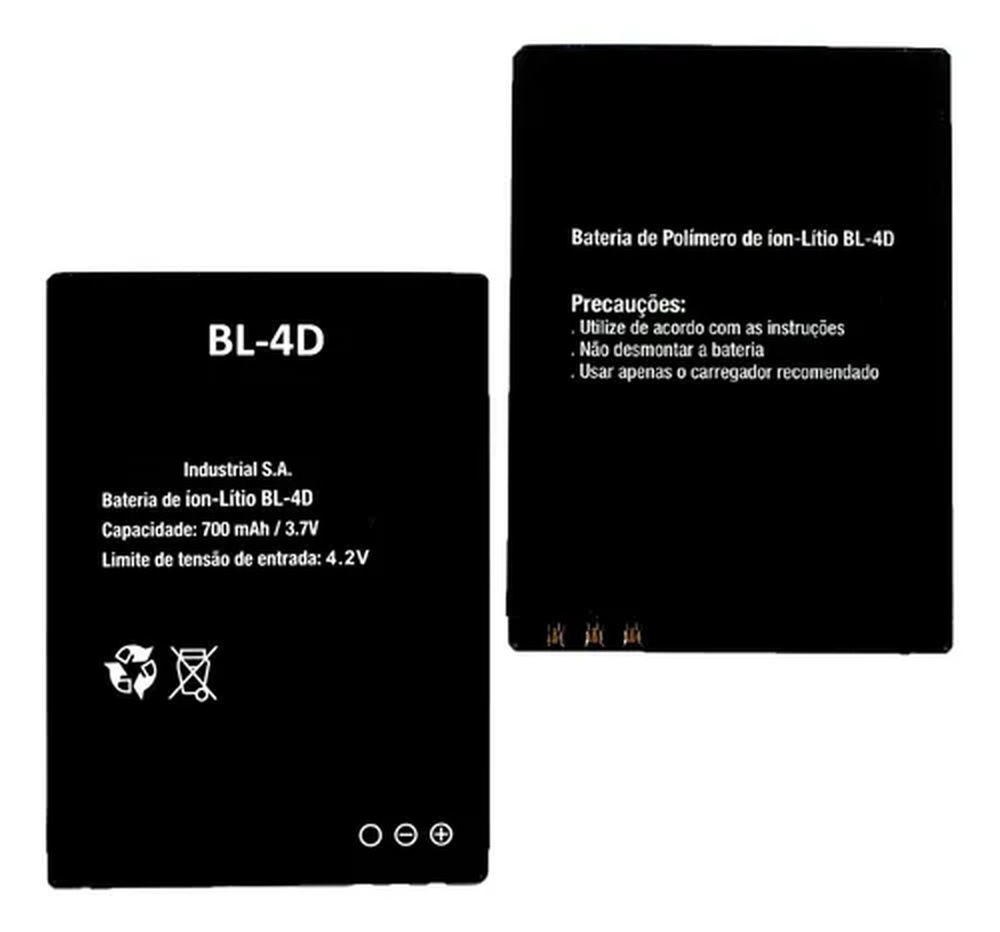 BL-4D
Industrial S.A.
Bateria de íon-Lítio BL-4D
Capacidade: 700 mAh / 3.7V
Limite de tensão de entrada: 4.2V
Bateria de Polímero de íon-Lítio BL-4D
Precauções:
. Utilize de acordo com as instruções
. Não desmontar a bateria
. Usar apenas o carregador recomendado